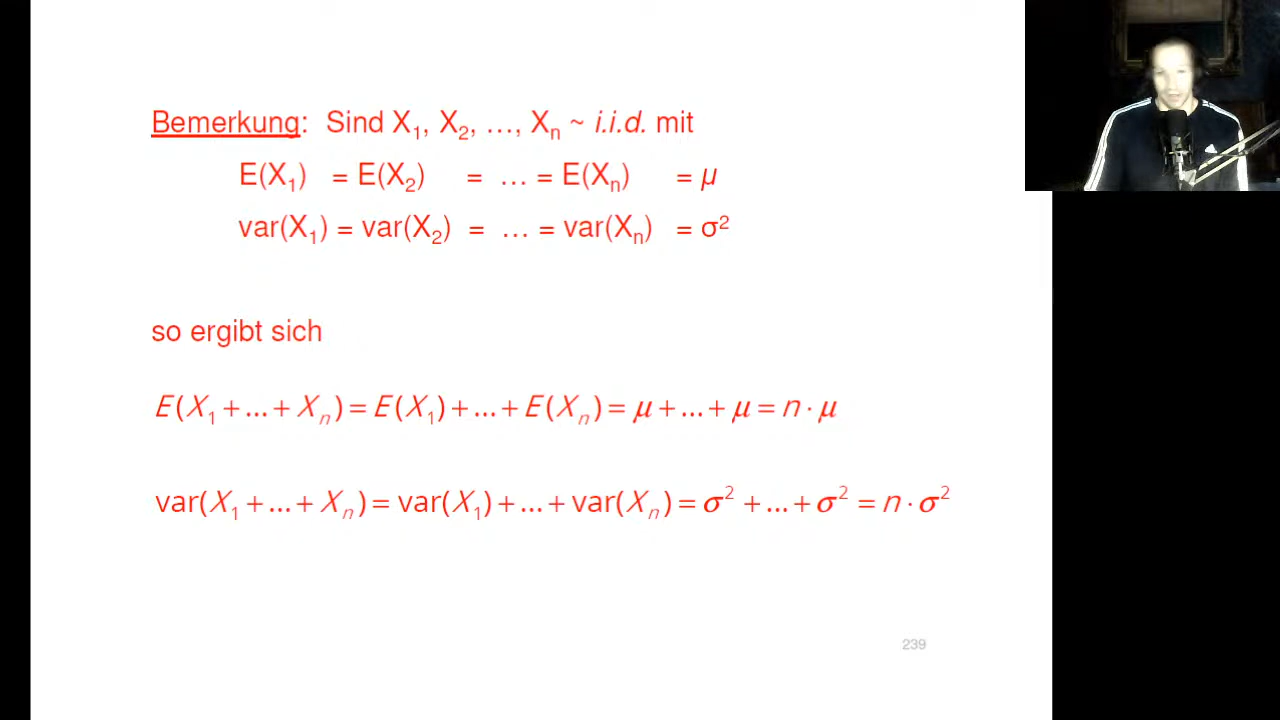 Bemerkung: Sind X₁, X₂, …, Xₙ ~ i.i.d. mit
E(X₁) = E(X₂) = … = E(Xₙ) = μ
var(X₁) = var(X₂) = … = var(Xₙ) = σ²
so ergibt sich
E(X₁ + ... + Xₙ) = E(X₁) + ... + E(Xₙ) = μ + ... + μ = n · μ
var(X₁ + ... + Xₙ) = var(X₁) + ... + var(Xₙ) = σ² + ... + σ² = n · σ²
239